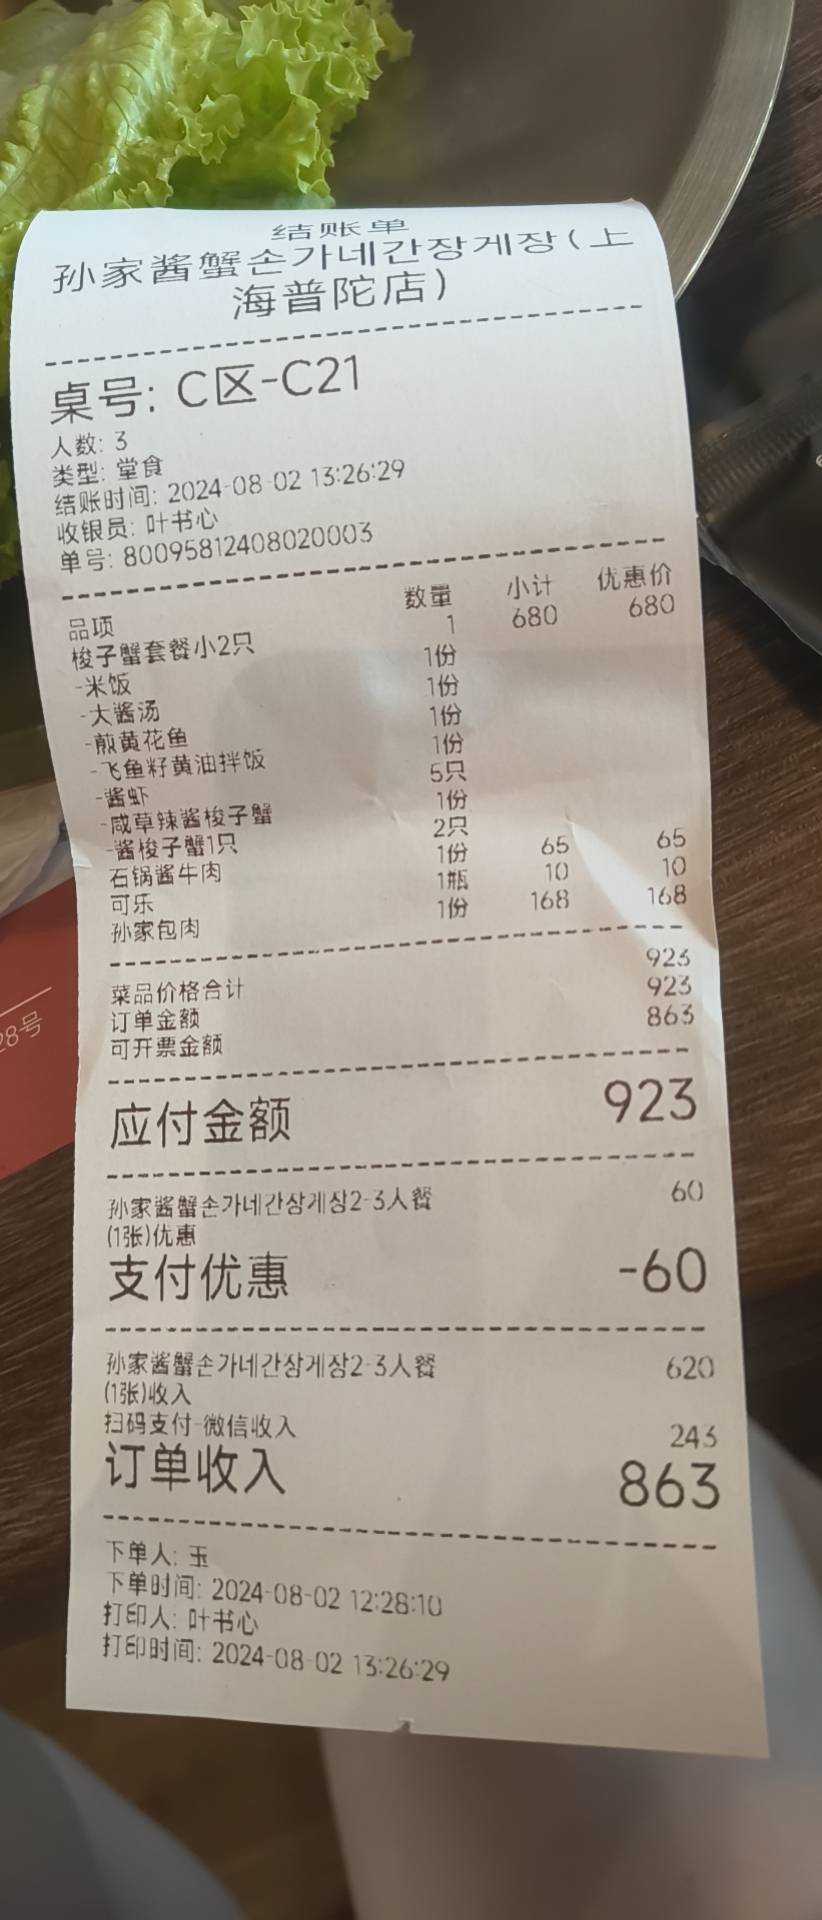 结账单
孙家酱蟹손가네간장게장(上
海普陀店)
桌号: C区-C21
人数: 3
类型: 堂食
结账时间: 2024-08-02 13:26:29
收银员: 叶书心
单号: 80095812408020003
品项 数量 小计 优惠价
梭子蟹套餐小2只 1 680 680
-米饭 1份
-大酱汤 1份
-煎黄花鱼 1份
-飞鱼籽黄油拌饭 1份
-酱虾 5只
-咸草辣酱梭子蟹 1份
-酱梭子蟹1只 2只
石锅酱牛肉 1份 65 65
可乐 1瓶 10 10
孙家包肉 1份 168 168
菜品价格合计 923
订单金额 923
可开票金额 863
应付金额 923
孙家酱蟹손가네간장게장2-3人餐 60
(1张)优惠
支付优惠 -60
孙家酱蟹손가네간장게장2-3人餐 620
(1张)收入
扫码支付-微信收入 243
订单收入 863
下单人: 玉
下单时间: 2024-08-02 12:28:10
打印人: 叶书心
打印时间: 2024-08-02 13:26:29
28号